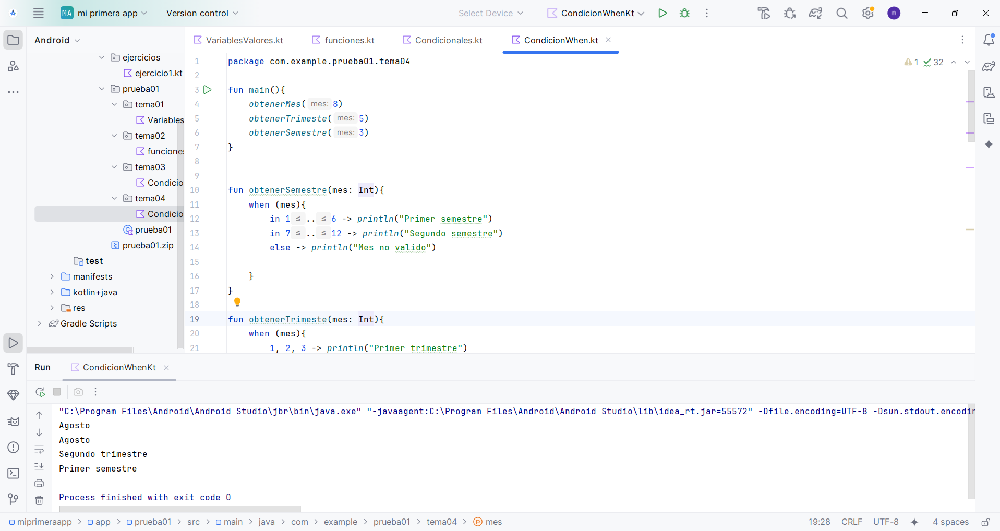 MA mi primera app Version control Select Device CondicionWhenKt n
Android VariablesValores.kt funciones.kt Condicionales.kt CondicionWhen.kt
ejercicios
ejercicio1.kt
prueba01
tema01
Variables
tema02
funcione
tema03
Condicio
tema04
Condicio
prueba01
prueba01.zip
test
manifests
kotlin+java
res
Gradle Scripts
1 package com.example.prueba01.tema04
1 32
2
3 fun main(){
4 obtenerMes( mes: 8)
5 obtenerTrimeste( mes: 5)
6 obtenerSemestre( mes: 3)
7 }
8
9
10 fun obtenerSemestre(mes: Int){
11 when (mes){
12 in 1 ≤ .. ≤ 6 -> println("Primer semestre")
13 in 7 ≤ .. ≤ 12 -> println("Segundo semestre")
14 else -> println("Mes no valido")
15
16 }
17 }
18
19 fun obtenerTrimeste(mes: Int){
20 when (mes){
21 1, 2, 3 -> println("Primer trimestre")
Run CondicionWhenKt
"C:\Program Files\Android\Android Studio\jbr\bin\java.exe" "-javaagent:C:\Program Files\Android\Android Studio\lib\idea_rt.jar=55572" -Dfile.encoding=UTF-8 -Dsun.stdout.encodin
Agosto
Agosto
Segundo trimestre
Primer semestre
Process finished with exit code 0
miprimeraapp > app > prueba01 > src > main > java > com > example > prueba01 > tema04 > mes 19:28 CRLF UTF-8 4 spaces